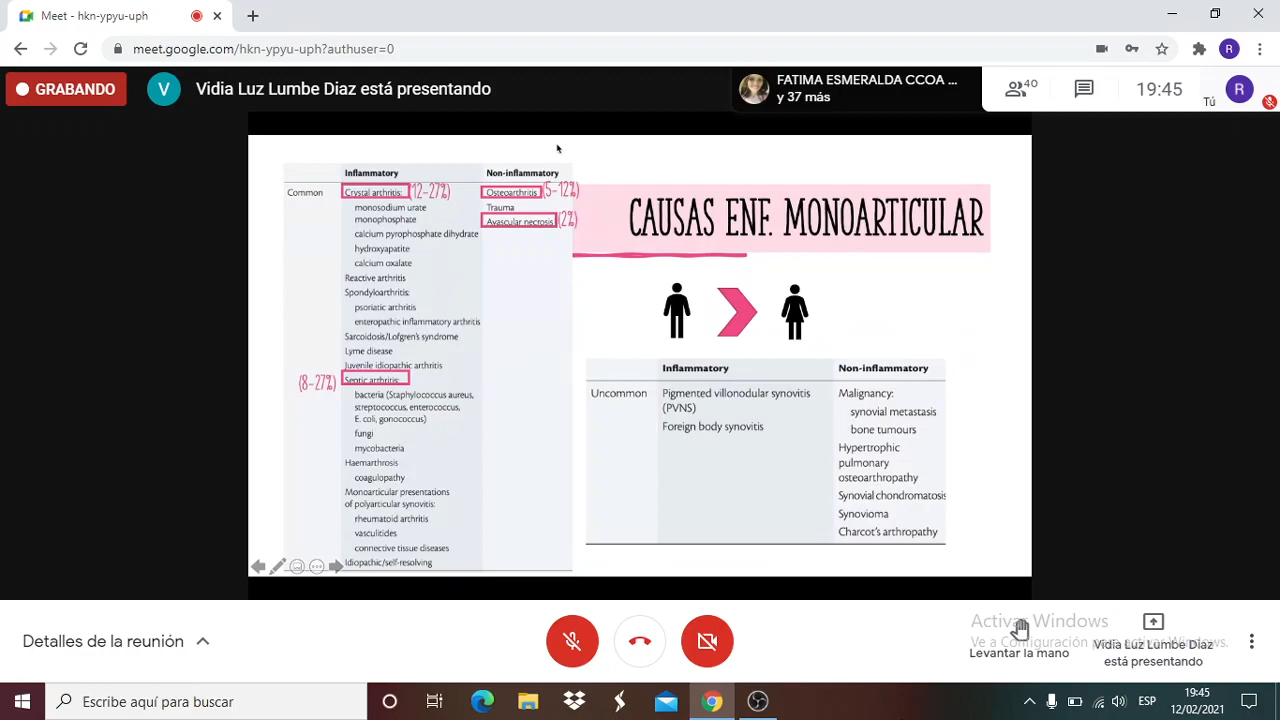 Meet - hkn-ypyu-uph
meet.google.com/hkn-ypyu-uph?authuser=0
R
GRABANDO
V
Vidia Luz Lumbe Diaz está presentando
FATIMA ESMERALDA CCOA ...
y 37 más
40
19:45
Tú
R
CAUSAS ENF. MONOARTICULAR
Inflammatory
Non-inflammatory
Common
Crystal arthritis:
(12-27%)
Osteoarthritis
(5-12%)
monosodium urate
Trauma
monophosphate
Avascular necrosis
(2%)
calcium pyrophosphate dihydrate
hydroxyapatite
calcium oxalate
Reactive arthritis
Spondyloarthritis:
psoriatic arthritis
enteropathic inflammatory arthritis
Sarcoidosis/Lofgren's syndrome
Lyme disease
Juvenile idiopathic arthritis
(8-27%)
Septic arthritis:
bacteria (Staphylococcus aureus,
streptococcus, enterococcus,
E. coli, gonococcus)
fungi
mycobacteria
Haemarthrosis
coagulopathy
Monoarticular presentations
of polyarticular synovitis:
rheumatoid arthritis
vasculitides
connective tissue diseases
Idiopathic/self-resolving
Inflammatory
Non-inflammatory
Uncommon
Pigmented villonodular synovitis
(PVNS)
Foreign body synovitis
Malignancy:
synovial metastasis
bone tumours
Hypertrophic
pulmonary
osteoarthropathy
Synovial chondromatosis
Synovioma
Charcot's arthropathy
Detalles de la reunión
Activar Windows
Ve a Configuración para activar Windows.
Levantar la mano
Vidia Luz Lumbe Diaz
está presentando
Escribe aquí para buscar
ESP
19:45
12/02/2021